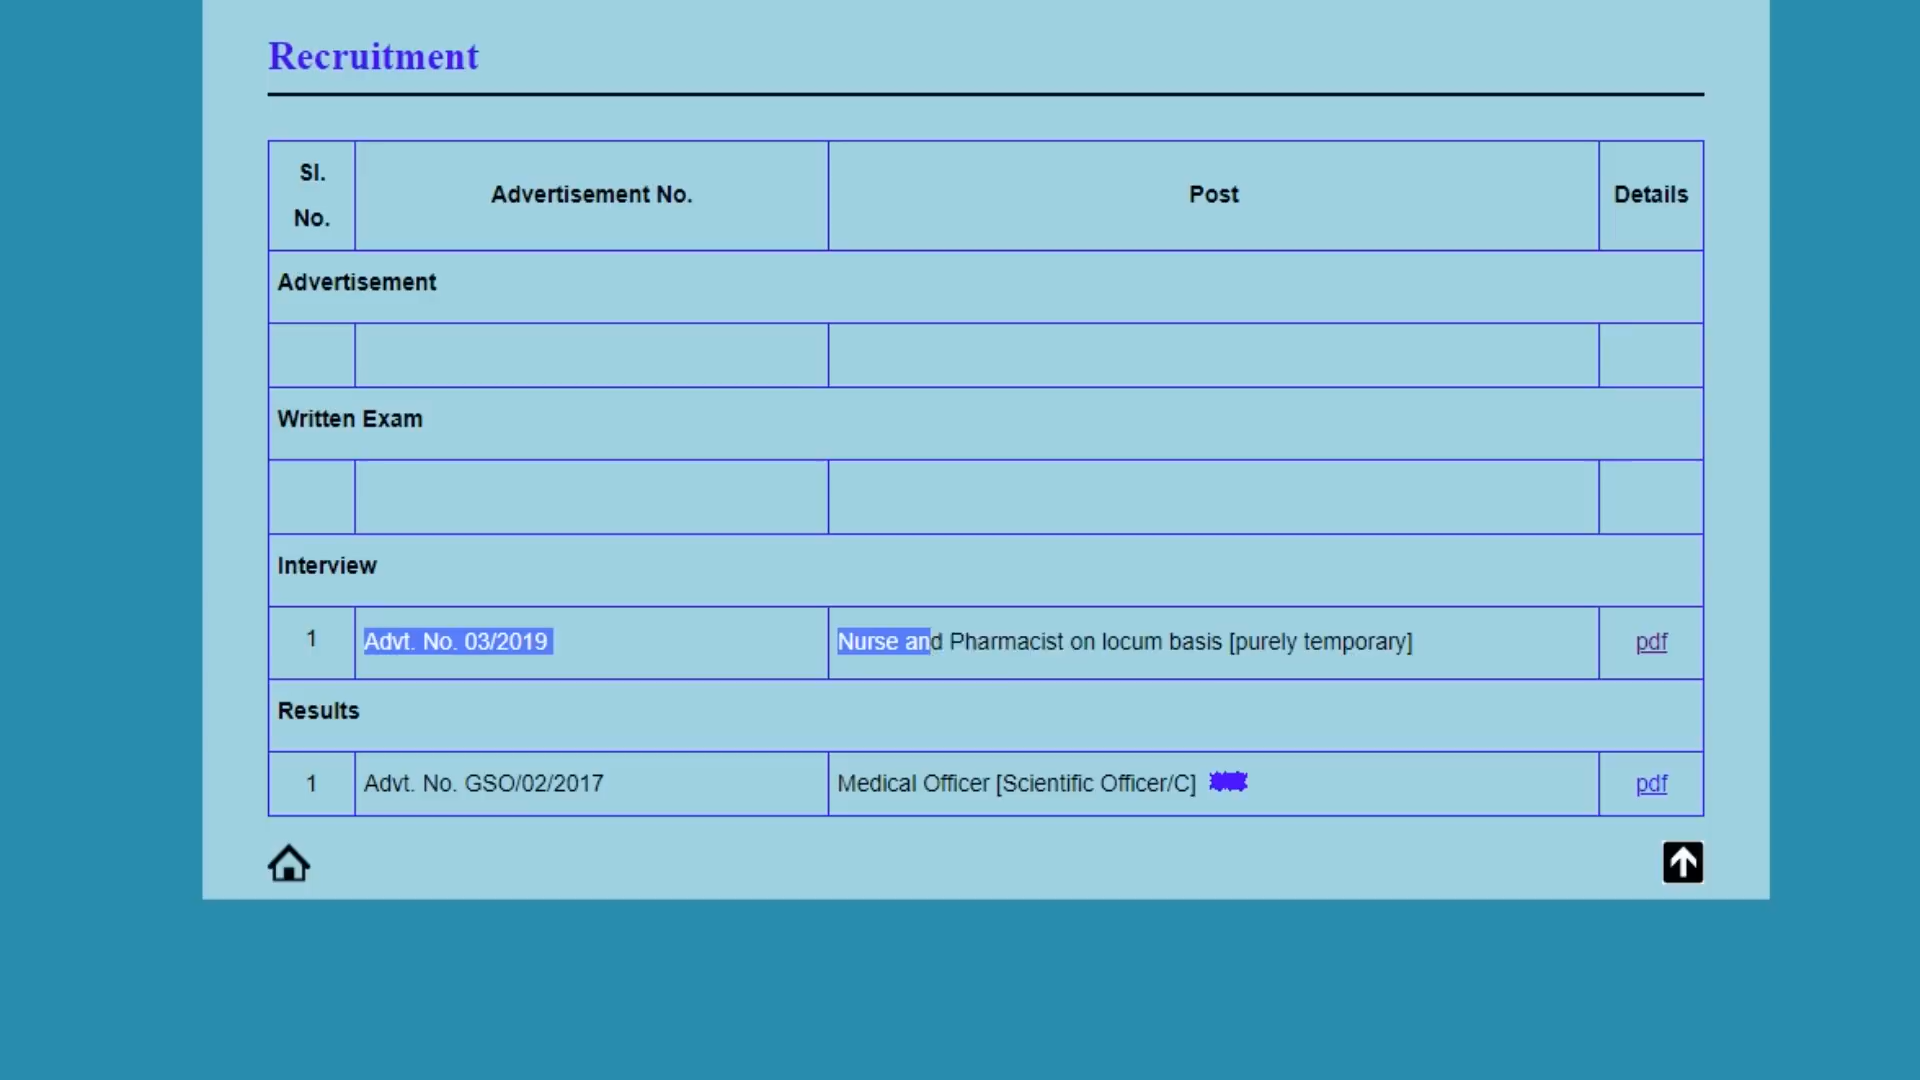 Recruitment
Sl. No. Advertisement No. Post Details
Advertisement
Written Exam
Interview
1 Advt. No. 03/2019 Nurse and Pharmacist on locum basis [purely temporary] pdf
Results
1 Advt. No. GSO/02/2017 Medical Officer [Scientific Officer/C] pdf